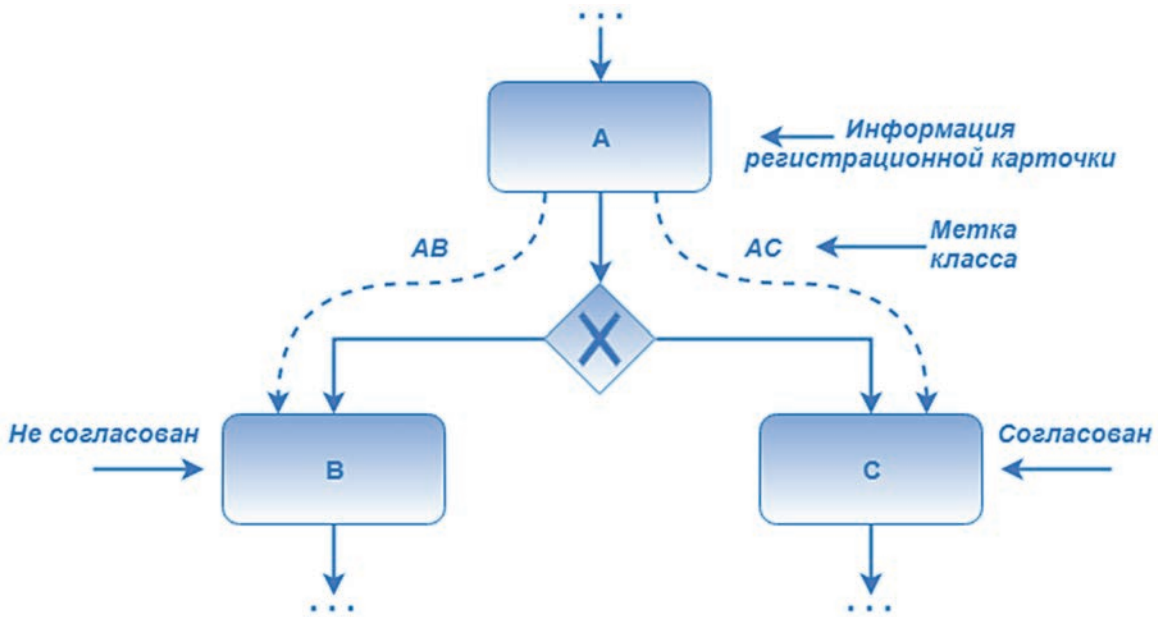 ...
A
Информация
регистрационной карточки
AB
AC
Метка
класса
X
Не согласован
B
C
Согласован
...
...